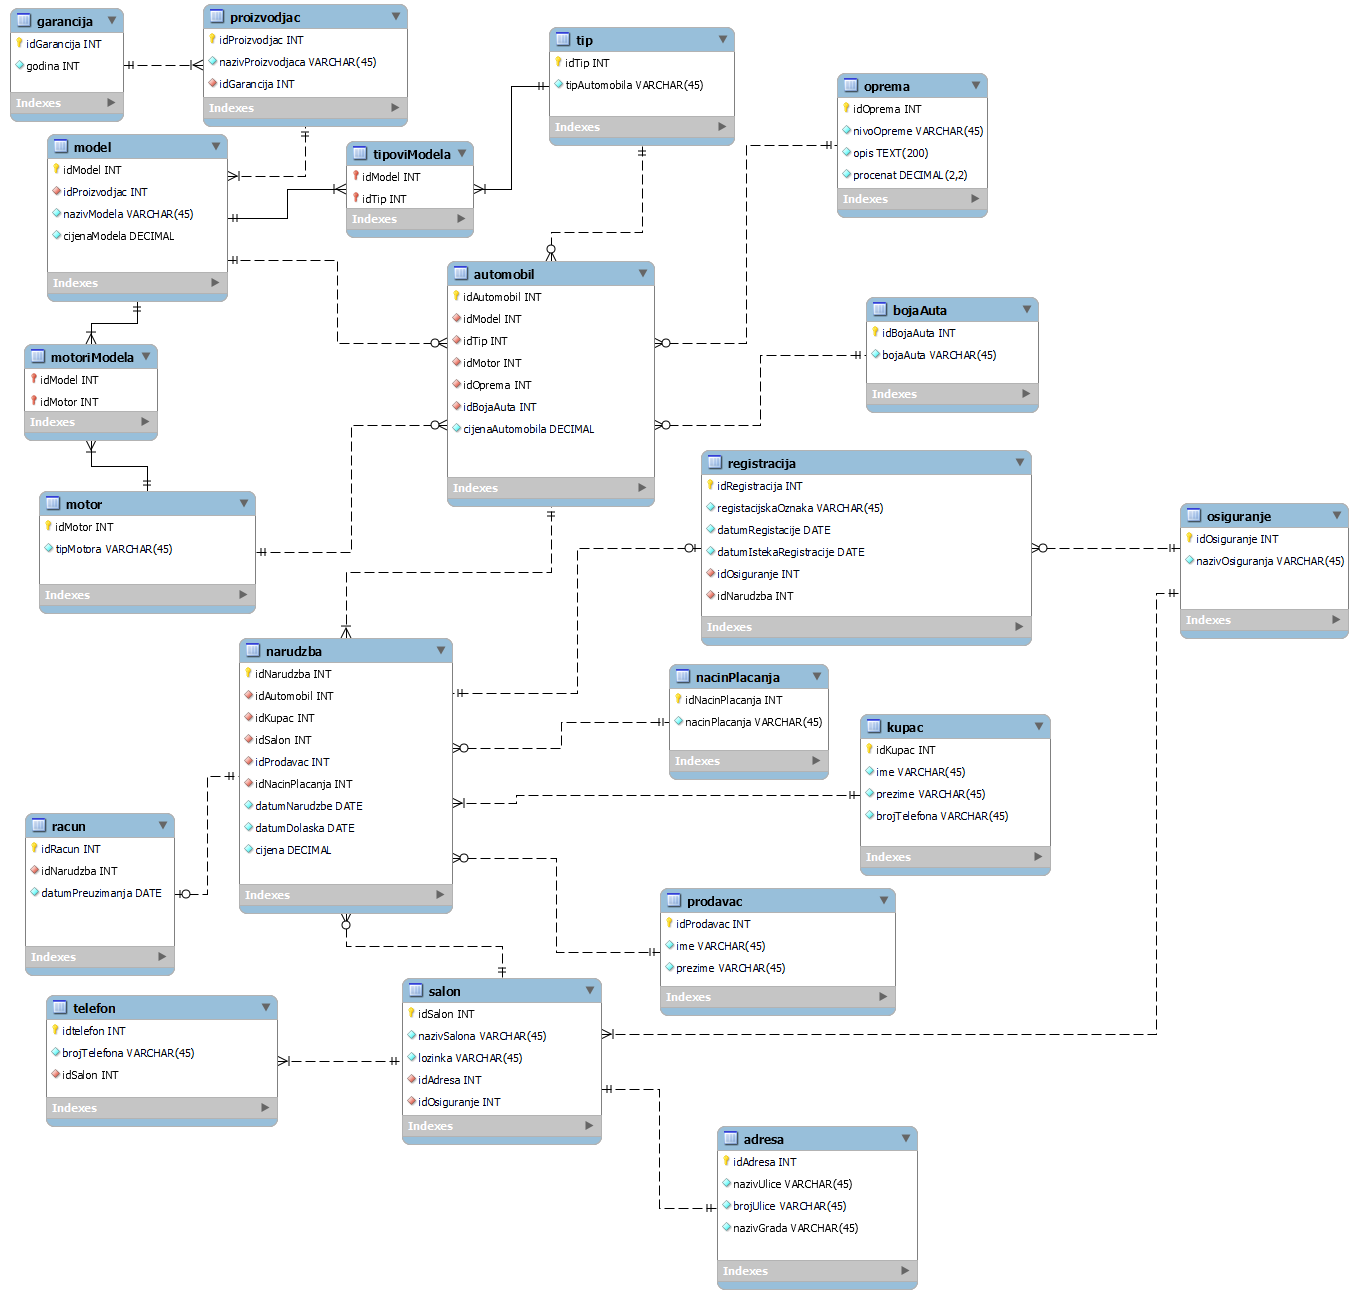 garancija
idGarancija INT
godina INT
Indexes
proizvodjac
idProizvodjac INT
nazivProizvodjaca VARCHAR(45)
idGarancija INT
Indexes
tip
idTip INT
tipAutomobila VARCHAR(45)
Indexes
oprema
idOprema INT
nivoOpreme VARCHAR(45)
opis TEXT(200)
procenat DECIMAL(2,2)
Indexes
model
idModel INT
idProizvodjac INT
nazivModela VARCHAR(45)
cijenaModela DECIMAL
Indexes
tipoviModela
idModel INT
idTip INT
Indexes
automobil
idAutomobil INT
idModel INT
idTip INT
idMotor INT
idOprema INT
idBojaAuta INT
cijenaAutomobila DECIMAL
Indexes
bojaAuta
idBojaAuta INT
bojaAuta VARCHAR(45)
Indexes
motoriModela
idModel INT
idMotor INT
Indexes
motor
idMotor INT
tipMotora VARCHAR(45)
Indexes
registracija
idRegistracija INT
registacijskaOznaka VARCHAR(45)
datumRegistacije DATE
datumIstekaRegistracije DATE
idOsiguranje INT
idNarudzba INT
Indexes
osiguranje
idOsiguranje INT
nazivOsiguranja VARCHAR(45)
Indexes
narudzba
idNarudzba INT
idAutomobil INT
idKupac INT
idSalon INT
idProdavac INT
idNacinPlacanja INT
datumNarudzbe DATE
datumDolaska DATE
cijena DECIMAL
Indexes
nacinPlacanja
idNacinPlacanja INT
nacinPlacanja VARCHAR(45)
Indexes
kupac
idKupac INT
ime VARCHAR(45)
prezime VARCHAR(45)
brojTelefona VARCHAR(45)
Indexes
racun
idRacun INT
idNarudzba INT
datumPreuzimanja DATE
Indexes
prodavac
idProdavac INT
ime VARCHAR(45)
prezime VARCHAR(45)
Indexes
telefon
idtelefon INT
brojTelefona VARCHAR(45)
idSalon INT
Indexes
salon
idSalon INT
nazivSalona VARCHAR(45)
lozinka VARCHAR(45)
idAdresa INT
idOsiguranje INT
Indexes
adresa
idAdresa INT
nazivUlice VARCHAR(45)
brojUlice VARCHAR(45)
nazivGrada VARCHAR(45)
Indexes